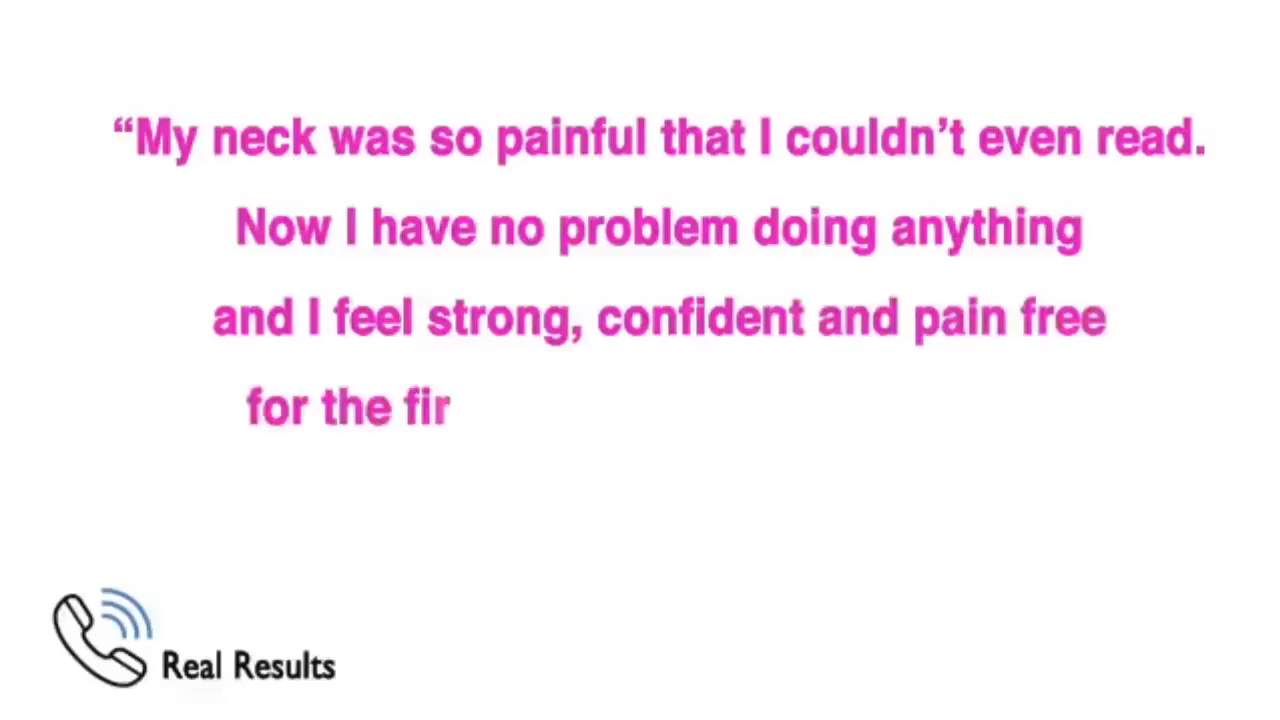 “My neck was so painful that I couldn’t even read.
Now I have no problem doing anything
and I feel strong, confident and pain free
for the fir
Real Results